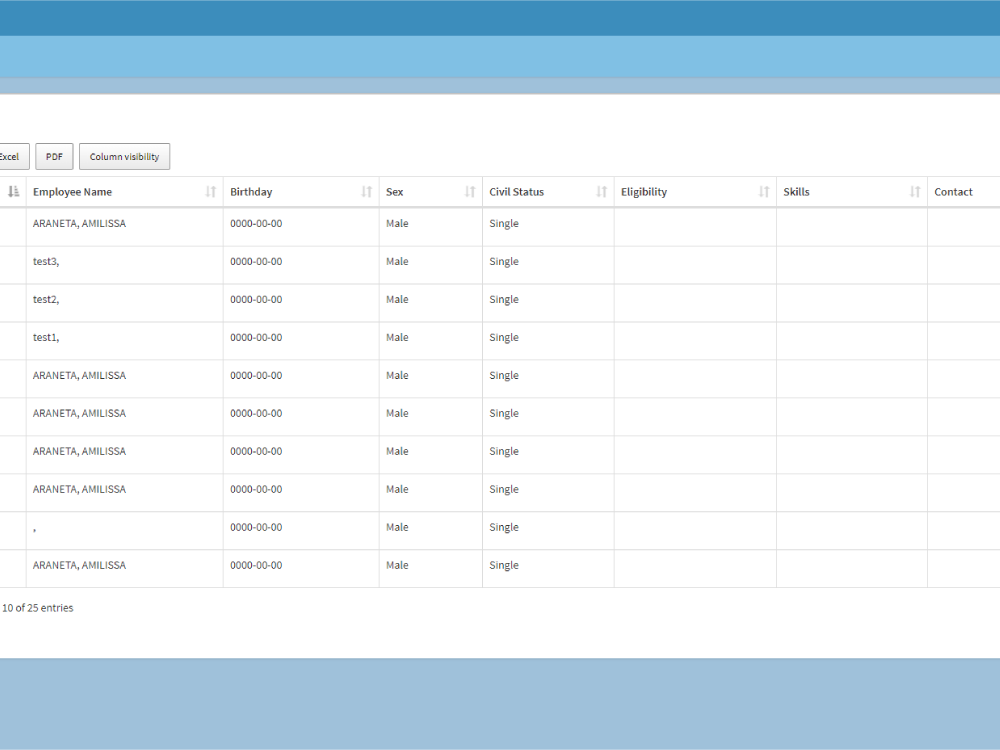 Excel PDF Column visibility
Employee Name Birthday Sex Civil Status Eligibility Skills Contact
ARANETA, AMILISSA 0000-00-00 Male Single
test3, 0000-00-00 Male Single
test2, 0000-00-00 Male Single
test1, 0000-00-00 Male Single
ARANETA, AMILISSA 0000-00-00 Male Single
ARANETA, AMILISSA 0000-00-00 Male Single
ARANETA, AMILISSA 0000-00-00 Male Single
ARANETA, AMILISSA 0000-00-00 Male Single
, 0000-00-00 Male Single
ARANETA, AMILISSA 0000-00-00 Male Single
10 of 25 entries